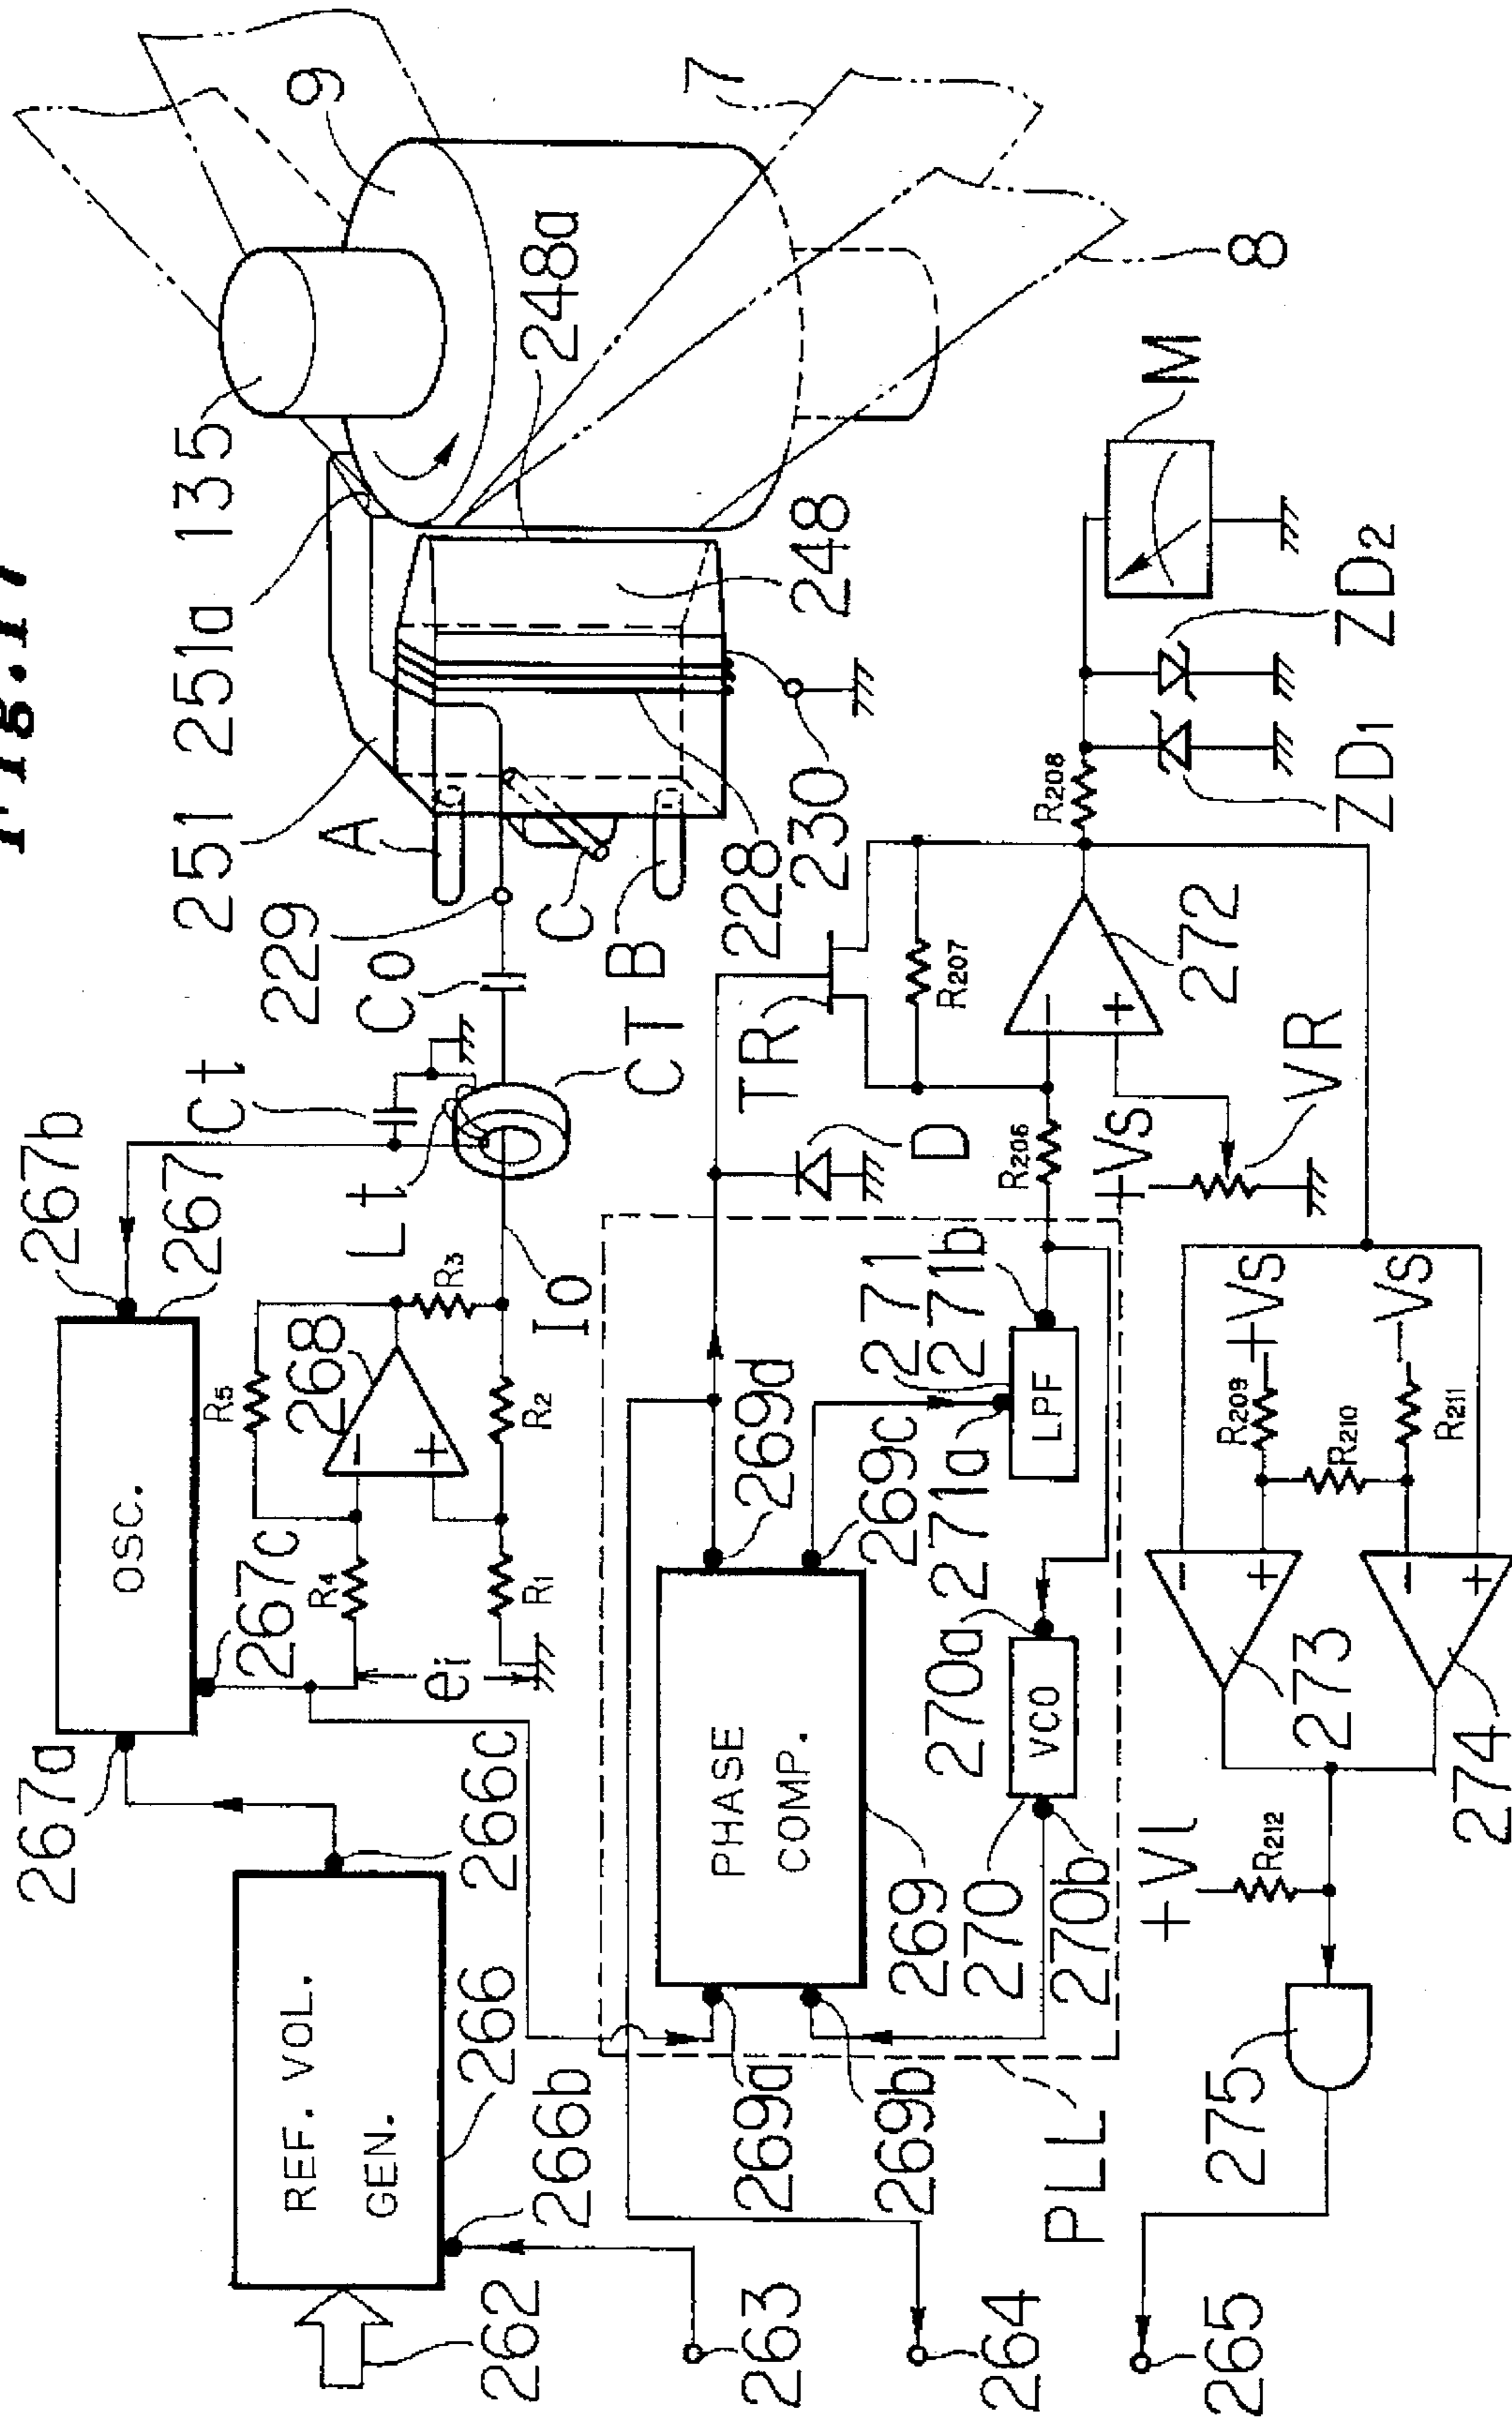 Fig.17
REF. VOL.
GEN.
262
263
264
265
266
266b
266c
267a
OSC.
267b
267
267c
R4
R5
268
R3
R1
R2
ei
I0
Lt
Ct
C0
CT
229
A
B
C
228
230
251
251a
135
248
248a
9
7
8
PHASE
COMP.
269
269a
269b
269c
269d
270
270a
270b
VCO
271
271a
271b
LPF
PLL
D
TR
R206
R207
272
+VS
VR
R208
ZD1
ZD2
M
R209
+VS
R210
R211
-VS
273
274
+Vl
R212
275